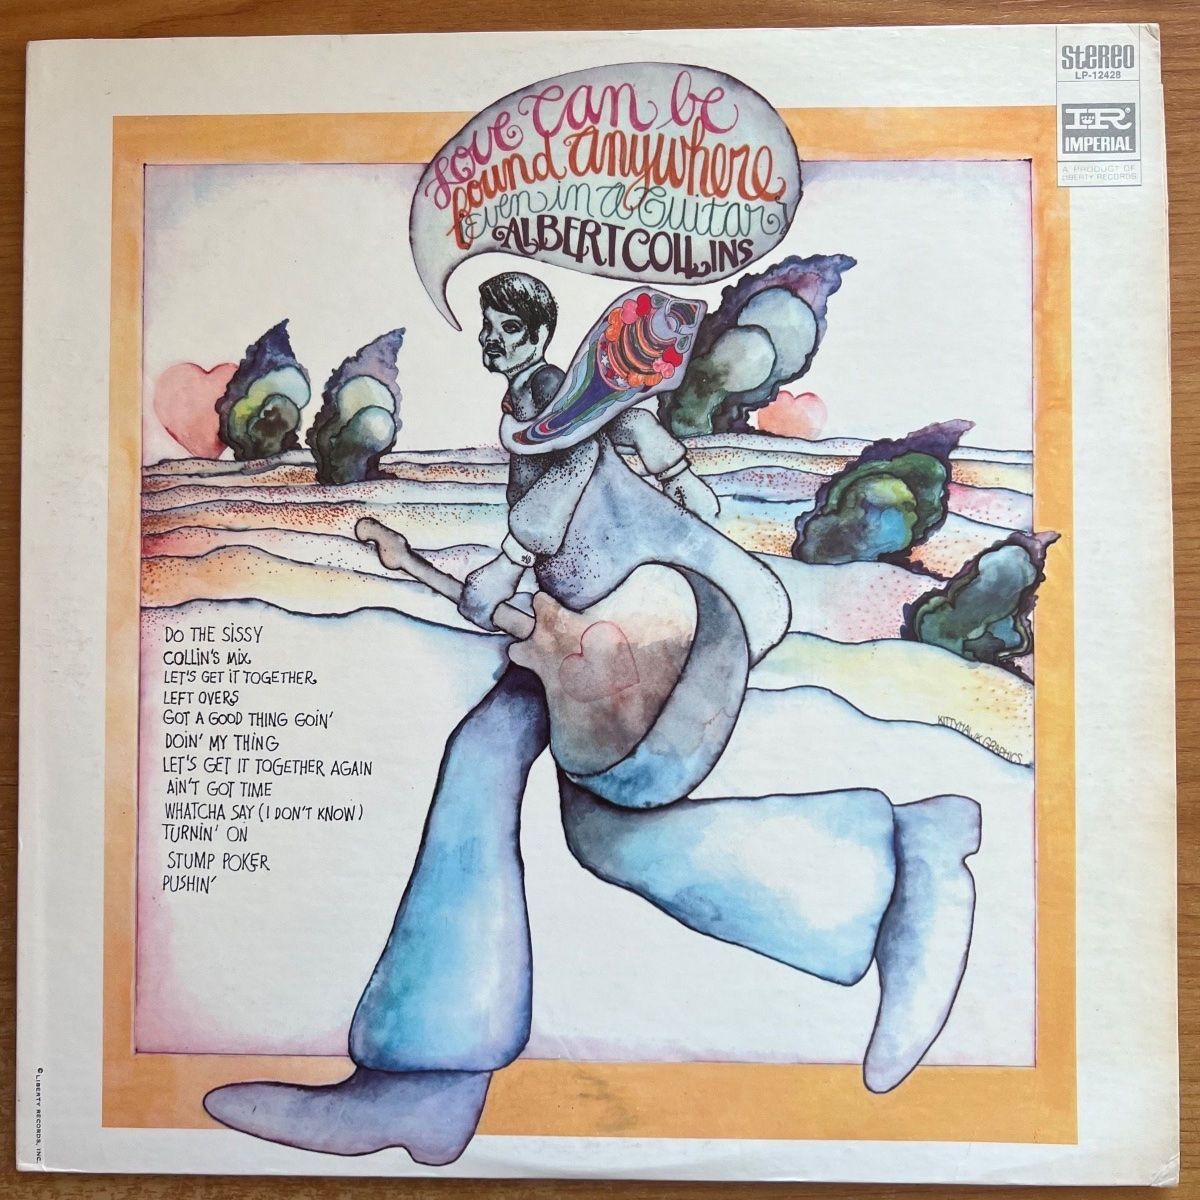 Stereo
LP-12428
IR®
IMPERIAL
A PRODUCT OF
LIBERTY RECORDS
Love Can be
found anywhere
(Even in a Guitar)
ALBERT COLLINS
DO THE SISSY
COLLIN'S MIX
LET'S GET IT TOGETHER
LEFT OVERS
GOT A GOOD THING GOIN'
DOIN' MY THING
LET'S GET IT TOGETHER AGAIN
AIN'T GOT TIME
WHATCHA SAY (I DON'T KNOW)
TURNIN' ON
STUMP POKER
PUSHIN'
KITTYHAWK GRAPHICS
© LIBERTY RECORDS, INC.